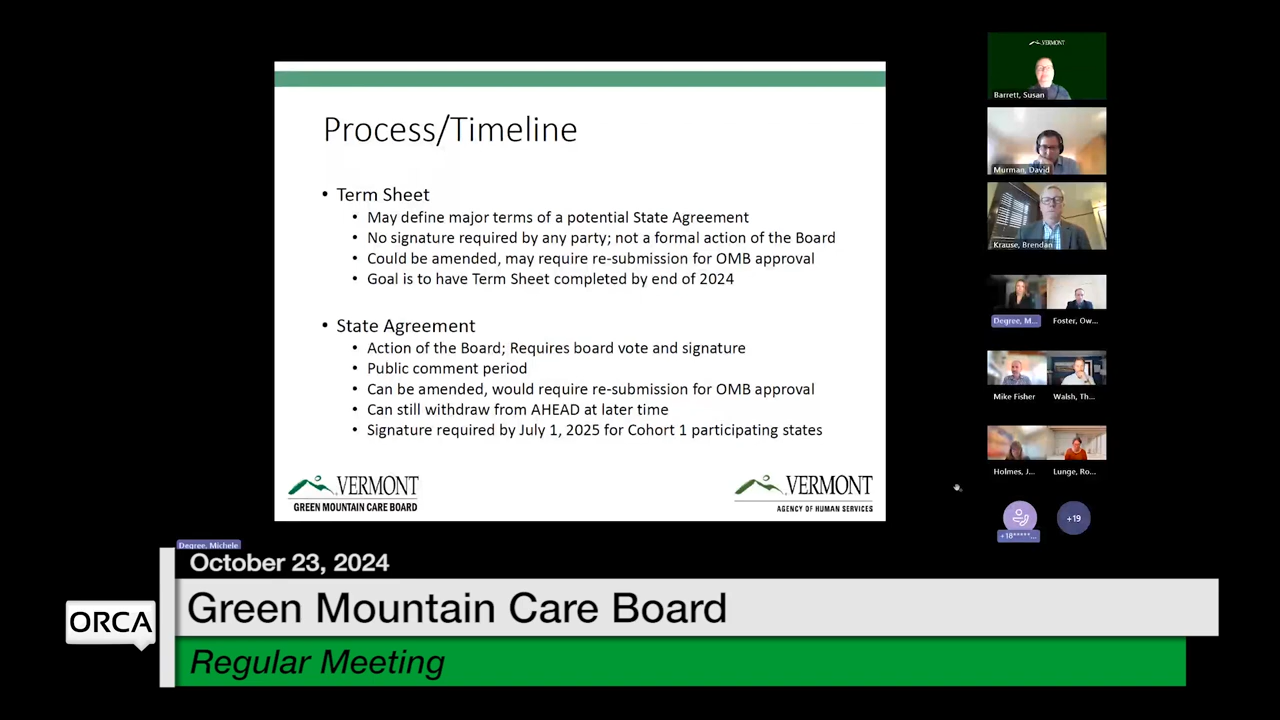 VERMONT
Barrett, Susan
Process/Timeline
Murman, David
• Term Sheet
• May define major terms of a potential State Agreement
• No signature required by any party; not a formal action of the Board
• Could be amended, may require re-submission for OMB approval
• Goal is to have Term Sheet completed by end of 2024
Krause, Brendan
Degree, M...
Foster, Ow...
• State Agreement
• Action of the Board; Requires board vote and signature
• Public comment period
• Can be amended, would require re-submission for OMB approval
• Can still withdraw from AHEAD at later time
• Signature required by July 1, 2025 for Cohort 1 participating states
Mike Fisher
Walsh, Th...
Holmes, J...
Lunge, Ro...
VERMONT
GREEN MOUNTAIN CARE BOARD
VERMONT
AGENCY OF HUMAN SERVICES
+18*****...
+19
Degree, Michele
October 23, 2024
ORCA
Green Mountain Care Board
Regular Meeting